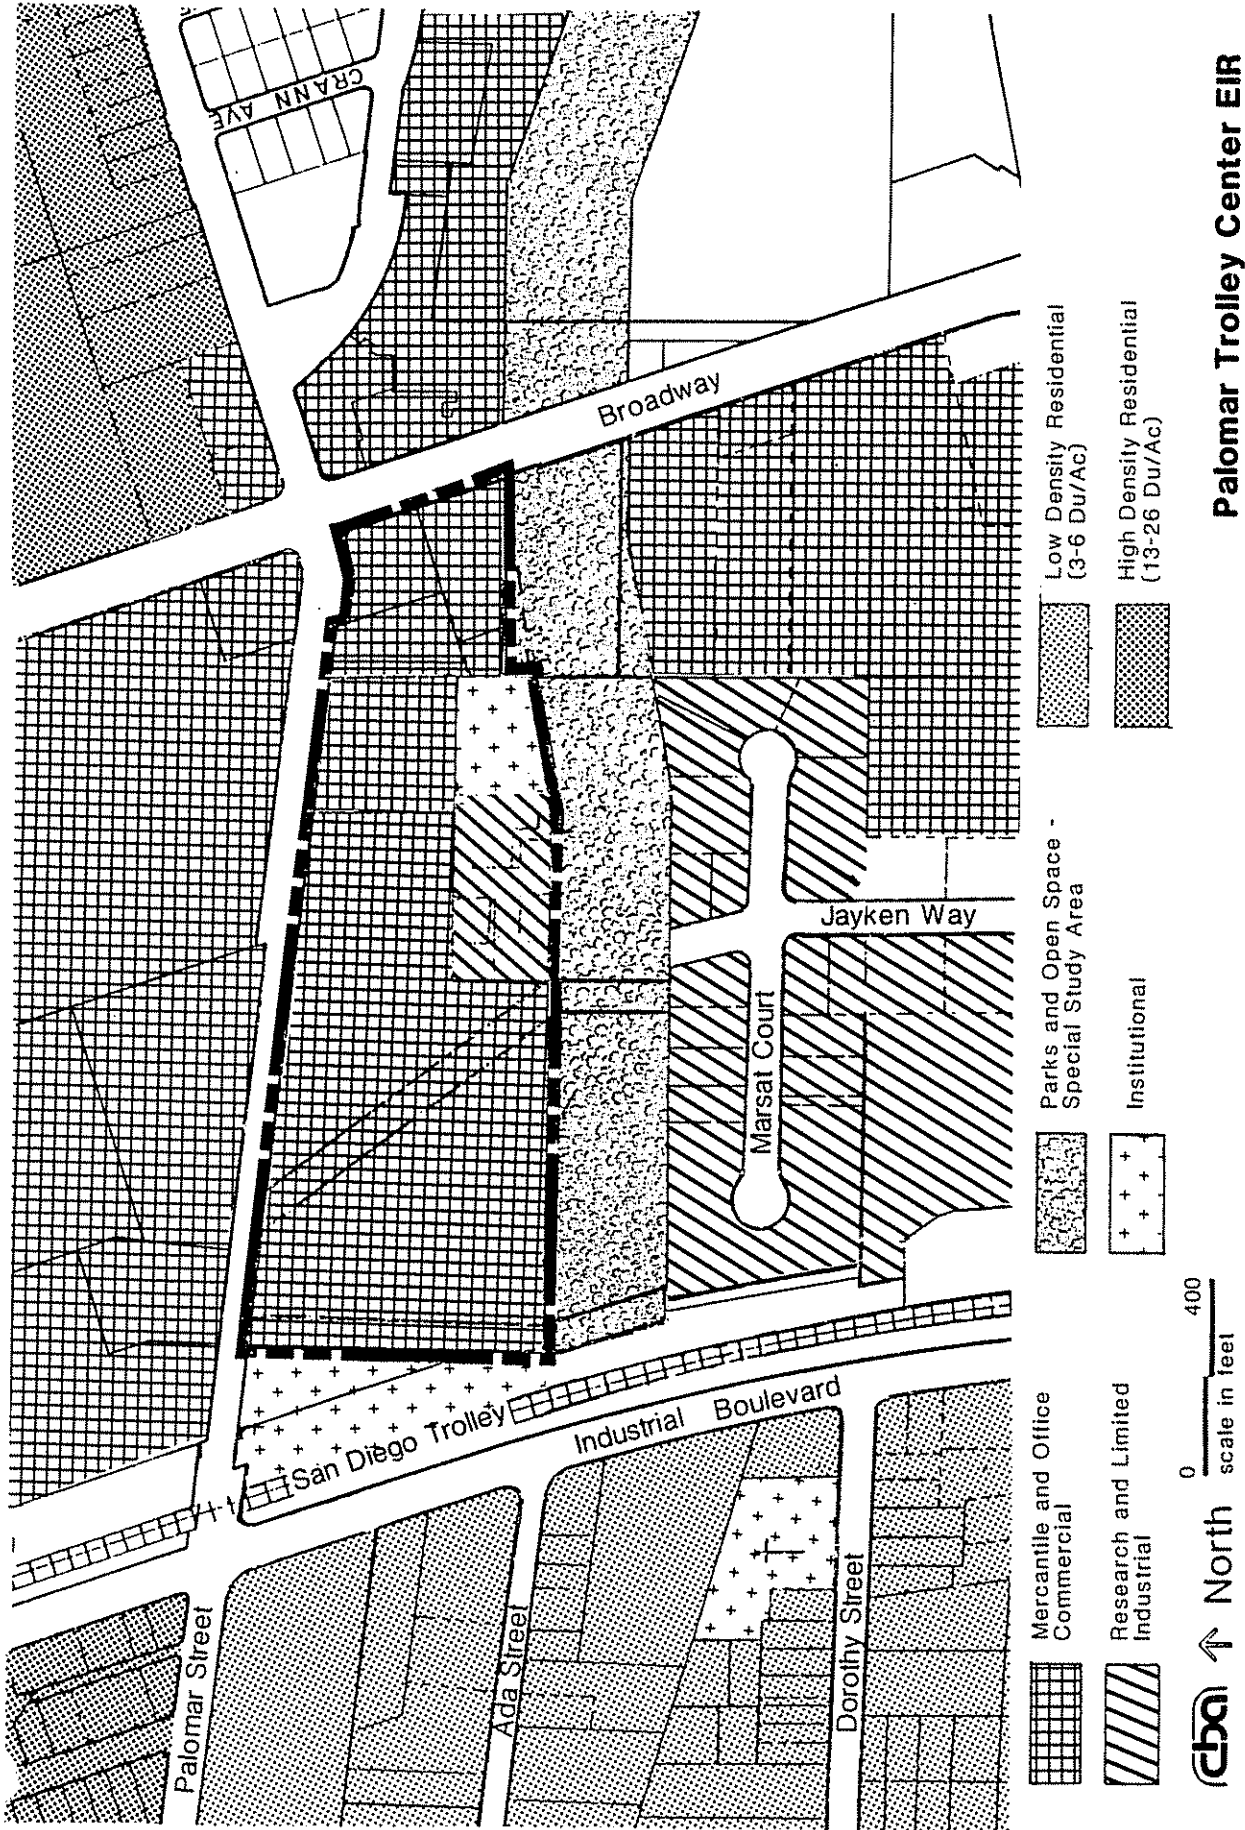 CRANN AVE
Broadway
Jayken Way
Marsat Court
San Diego Trolley
Industrial Boulevard
Palomar Street
Ada Street
Dorothy Street
Mercantile and Office
Commercial
Research and Limited
Industrial
Parks and Open Space -
Special Study Area
Institutional
Low Density Residential
(3-6 Du/Ac)
High Density Residential
(13-26 Du/Ac)
cba
North
0 400
scale in feet
Palomar Trolley Center EIR